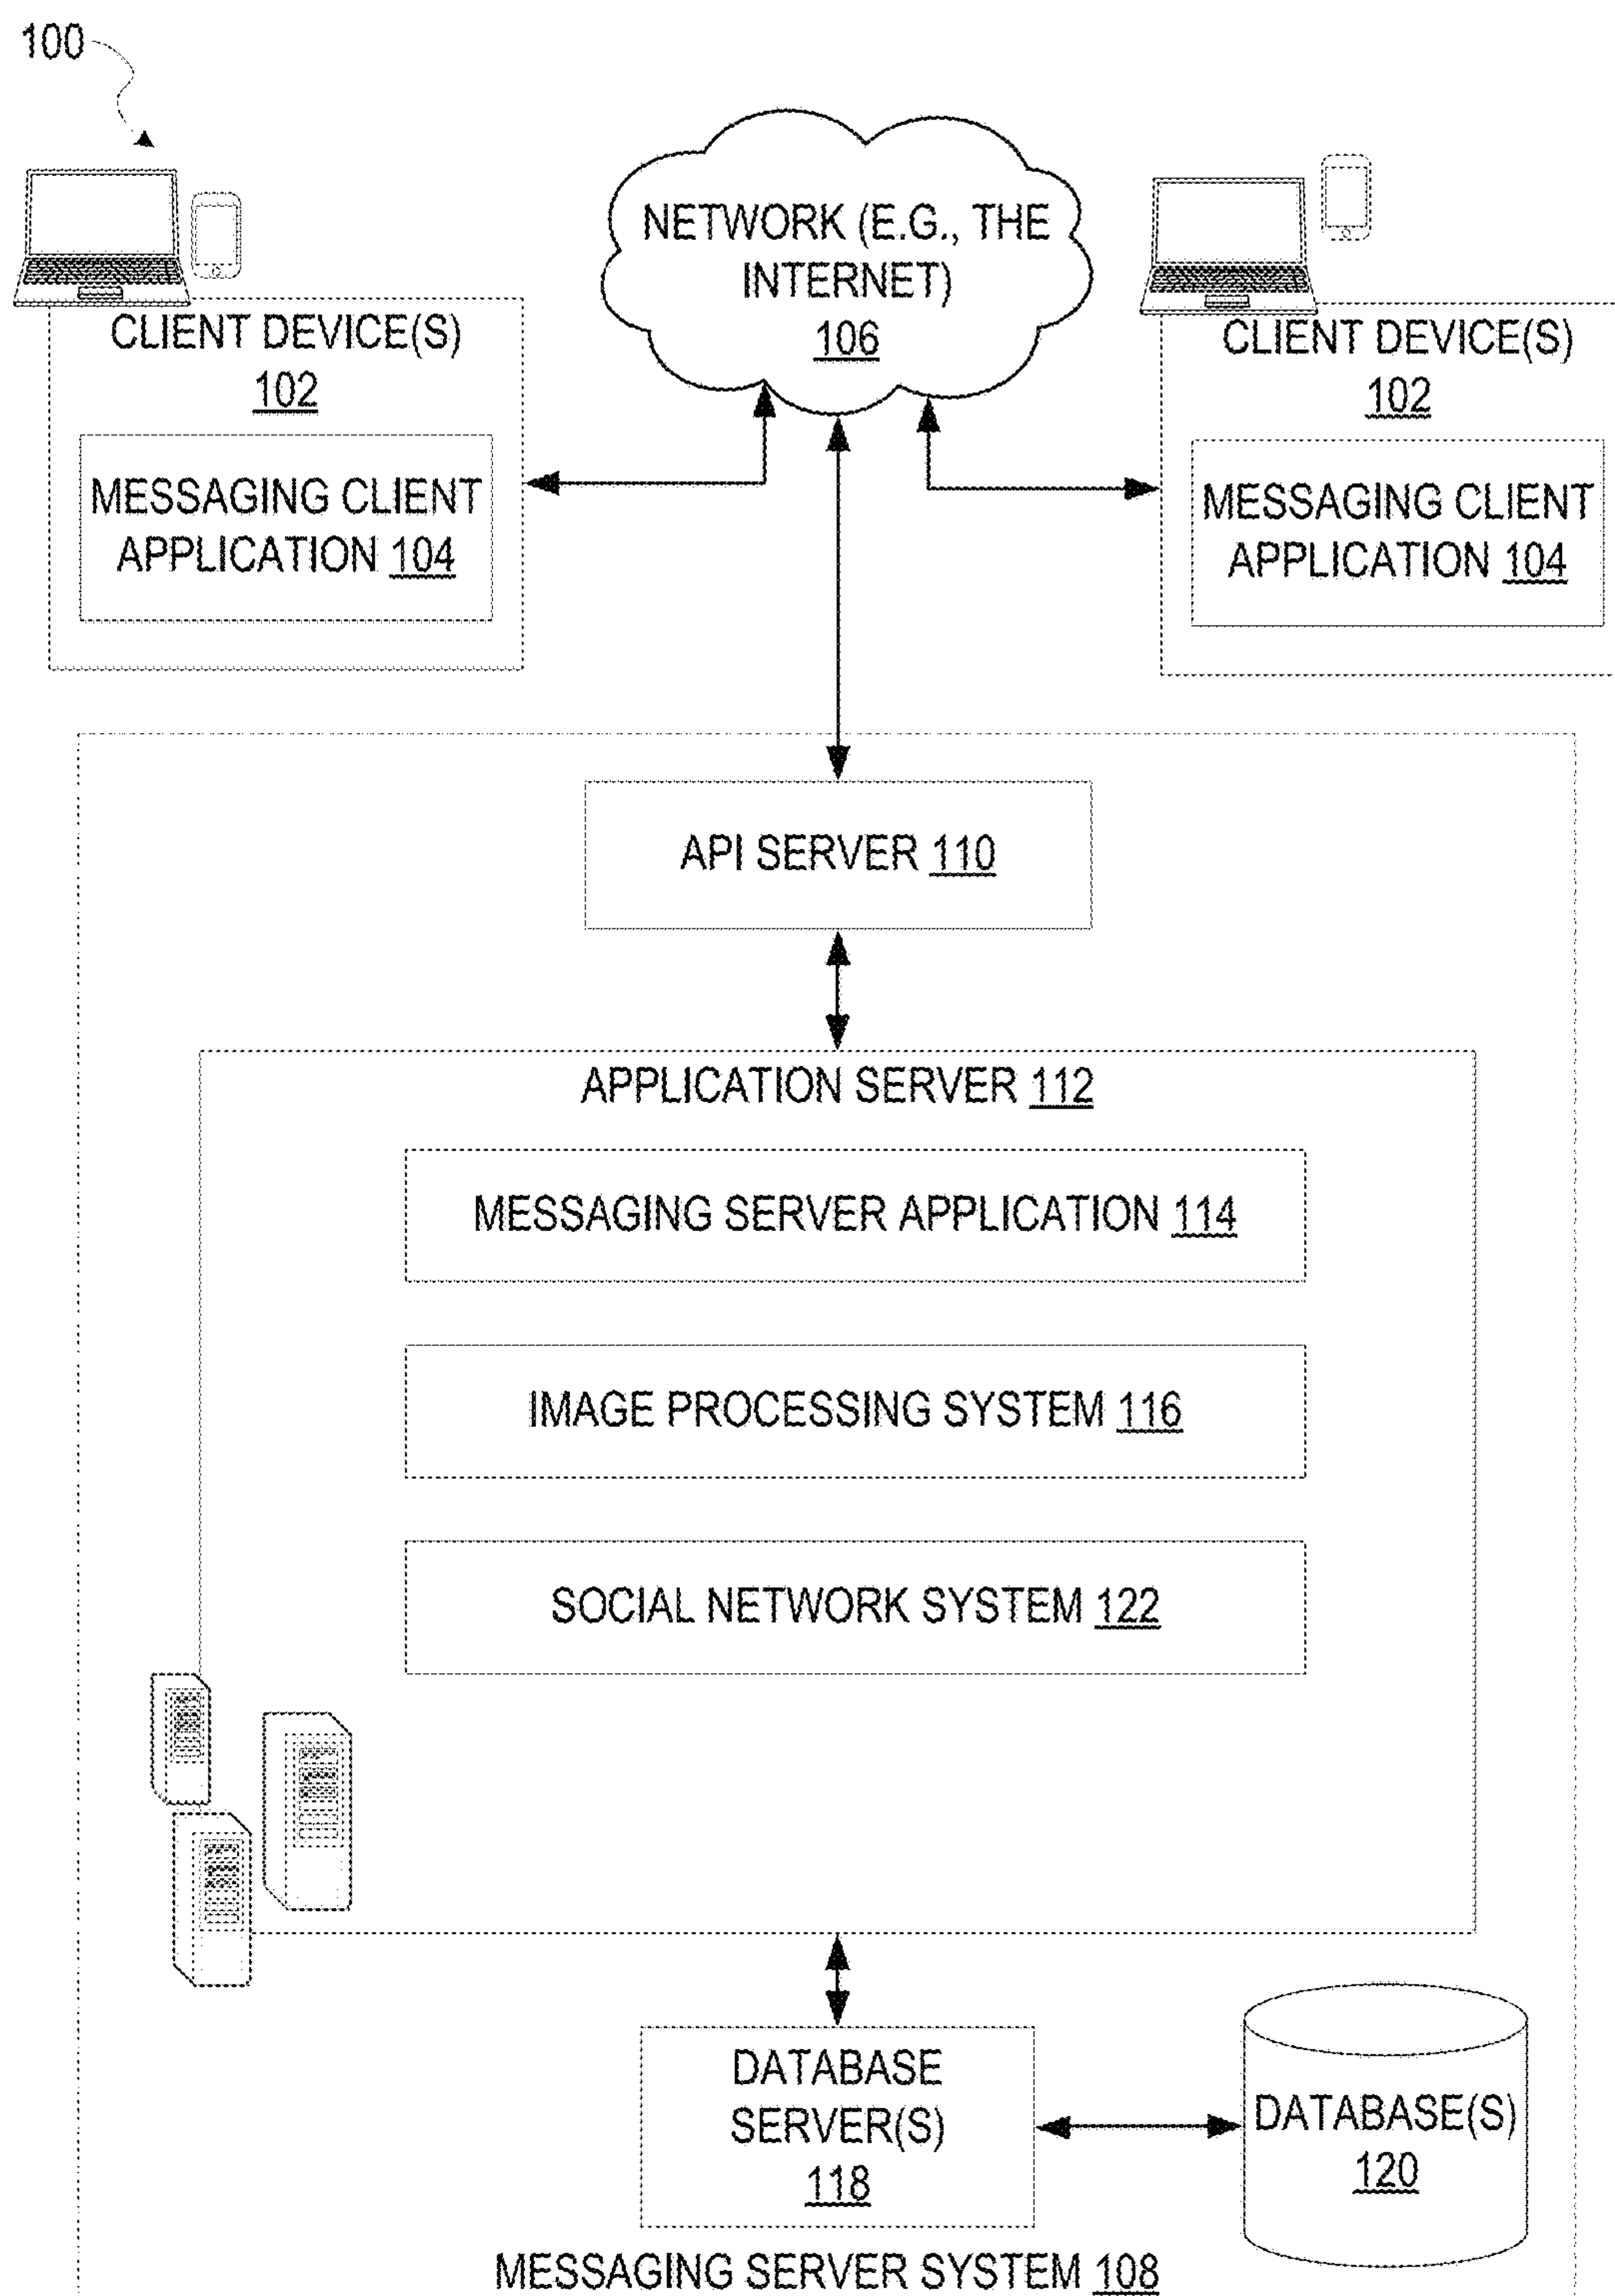 100
NETWORK (E.G., THE
INTERNET)
106
CLIENT DEVICE(S)
102
MESSAGING CLIENT
APPLICATION 104
CLIENT DEVICE(S)
102
MESSAGING CLIENT
APPLICATION 104
API SERVER 110
APPLICATION SERVER 112
MESSAGING SERVER APPLICATION 114
IMAGE PROCESSING SYSTEM 116
SOCIAL NETWORK SYSTEM 122
DATABASE
SERVER(S)
118
DATABASE(S)
120
MESSAGING SERVER SYSTEM 108